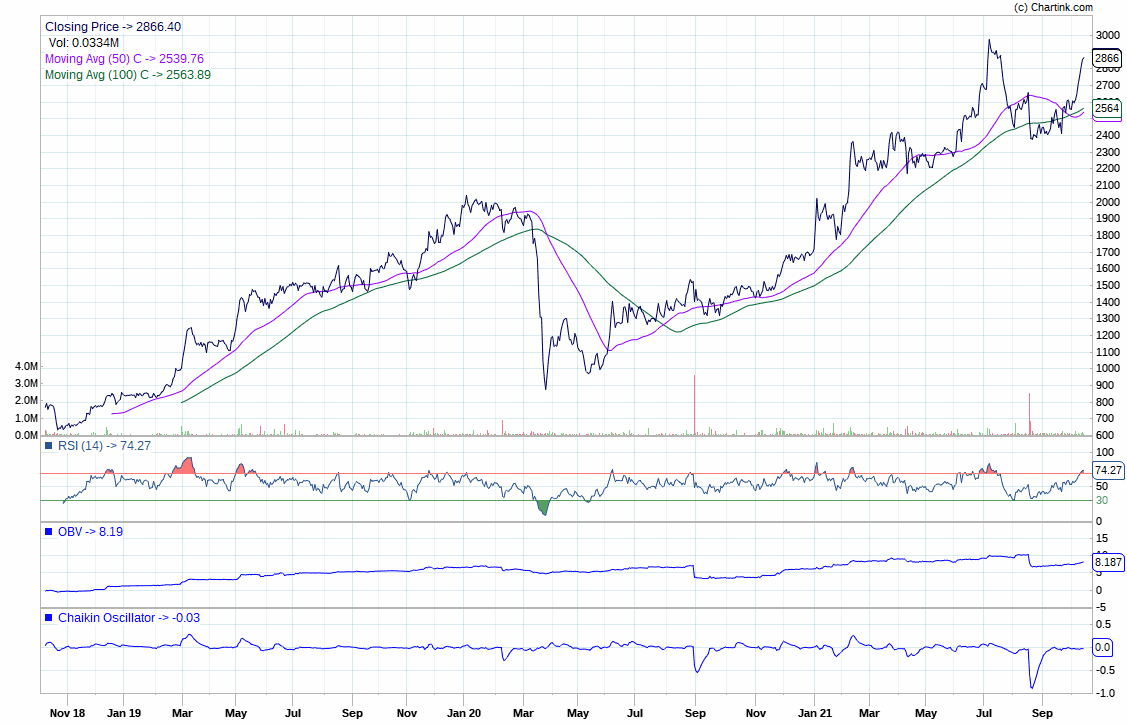 (c) Chartink.com
Closing Price -> 2866.40
Vol: 0.0334M
Moving Avg (50) C -> 2539.76
Moving Avg (100) C -> 2563.89
3000
2866
2800
2700
2564
2400
2300
2200
2100
2000
1900
1800
1700
1600
1500
1400
1300
1200
1100
1000
900
800
700
600
4.0M
3.0M
2.0M
1.0M
0.0M
RSI (14) -> 74.27
100
74.27
50
30
0
OBV -> 8.19
15
8.187
5
0
-5
Chaikin Oscillator -> -0.03
0.5
0.0
-0.5
-1.0
Nov 18 Jan 19 Mar May Jul Sep Nov Jan 20 Mar May Jul Sep Nov Jan 21 Mar May Jul Sep